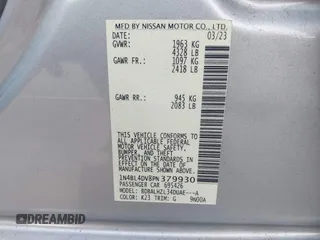 MFD BY NISSAN MOTOR CO., LTD.
DATE: 03/23
GVWR: 1963 KG
4328 LB
GAWR FR: 1097 KG
2418 LB
GAWR RR: 945 KG
2083 LB
THIS VEHICLE CONFORMS TO ALL
APPLICABLE FEDERAL MOTOR VEHICLE
SAFETY, BUMPER, AND THEFT
PREVENTION STANDARDS IN EFFECT
ON THE DATE OF MANUFACTURE
SHOWN ABOVE.
1N4BL4DV8PN379930
PASSENGER CAR 695426
MODEL: BDBALHZL34DUAE---A
COLOR: K23 TRIM: G 9N00A